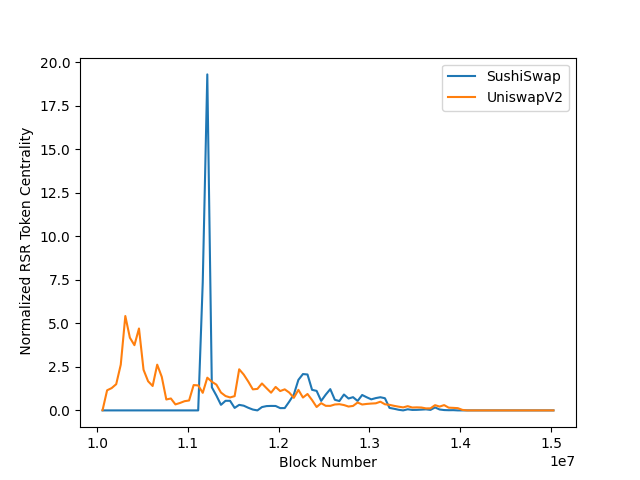 20.0
17.5
15.0
12.5
10.0
7.5
5.0
2.5
0.0
Normalized RSR Token Centrality
SushiSwap
UniswapV2
1.0 1.1 1.2 1.3 1.4 1.5
1e7
Block Number